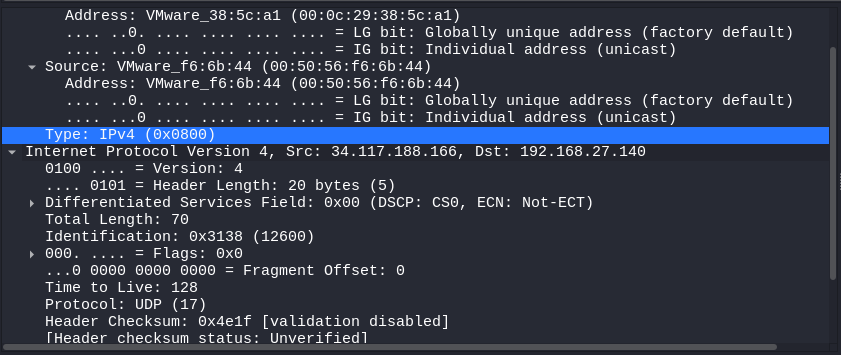 Address: VMware_38:5c:a1 (00:0c:29:38:5c:a1)
.... ..0. .... .... .... .... = LG bit: Globally unique address (factory default)
.... ...0 .... .... .... .... = IG bit: Individual address (unicast)
Source: VMware_f6:6b:44 (00:50:56:f6:6b:44)
Address: VMware_f6:6b:44 (00:50:56:f6:6b:44)
.... ..0. .... .... .... .... = LG bit: Globally unique address (factory default)
.... ...0 .... .... .... .... = IG bit: Individual address (unicast)
Type: IPv4 (0x0800)
Internet Protocol Version 4, Src: 34.117.188.166, Dst: 192.168.27.140
0100 .... = Version: 4
.... 0101 = Header Length: 20 bytes (5)
Differentiated Services Field: 0x00 (DSCP: CS0, ECN: Not-ECT)
Total Length: 70
Identification: 0x3138 (12600)
000. .... = Flags: 0x0
...0 0000 0000 0000 = Fragment Offset: 0
Time to Live: 128
Protocol: UDP (17)
Header Checksum: 0x4e1f [validation disabled]
[Header checksum status: Unverified]